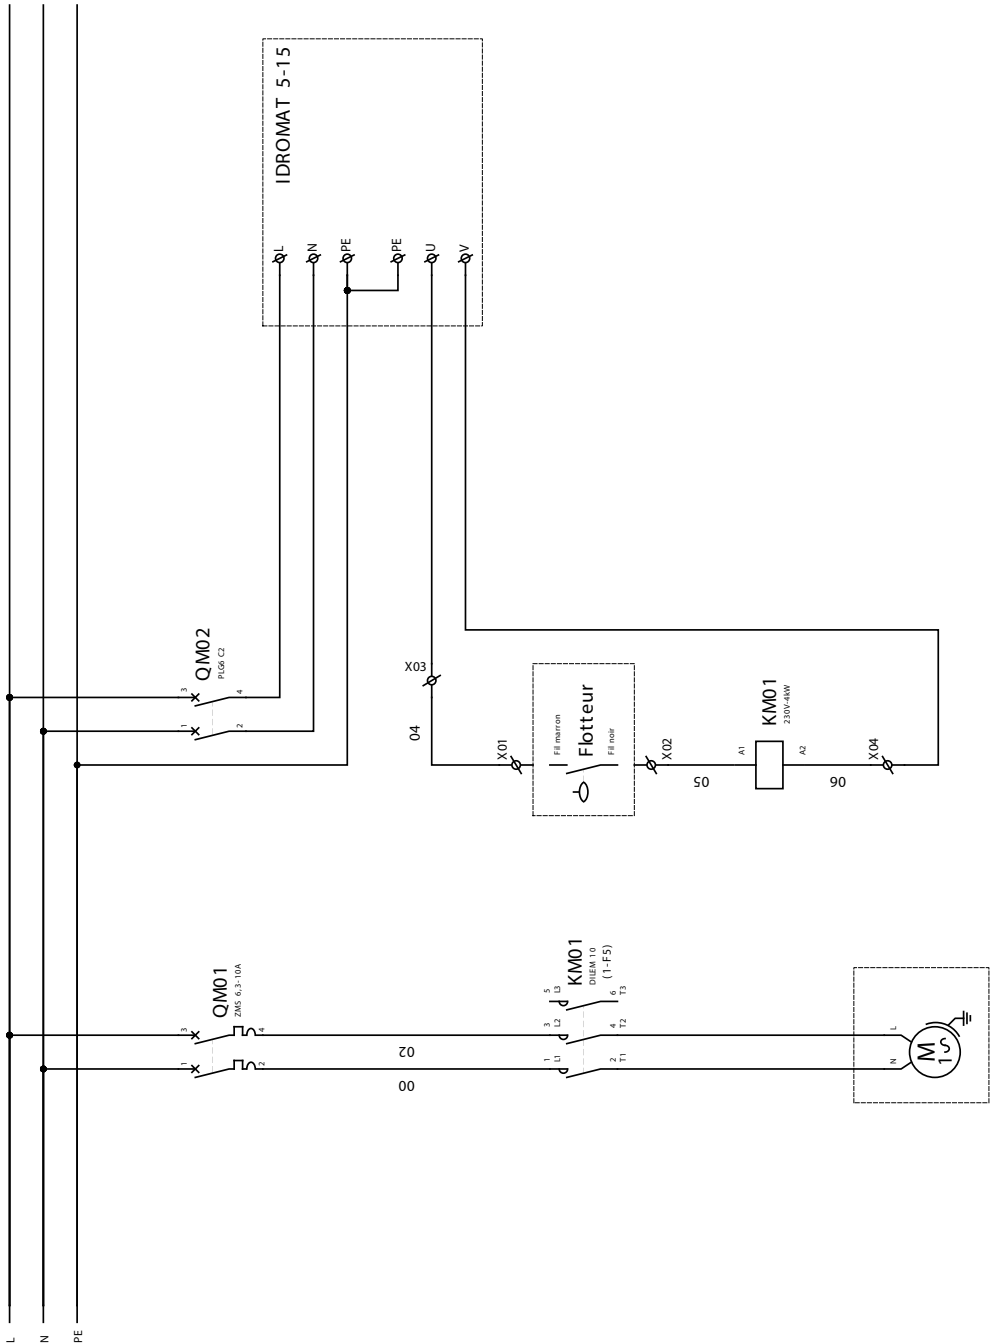 L
N
PE
QM01
ZMS 6,3-10A
1
3
2
4
00
02
KM01
DILEM 10
(1-F5)
1
3
5
L1
L2
L3
2
4
6
T1
T2
T3
N
L
M
1~
QM02
PLG6 C2
1
3
2
4
IDROMAT 5-15
L
N
PE
PE
U
V
X03
04
X01
Fil marron
Flotteur
Fil noir
X02
05
KM01
230V-4kW
A1
A2
06
X04